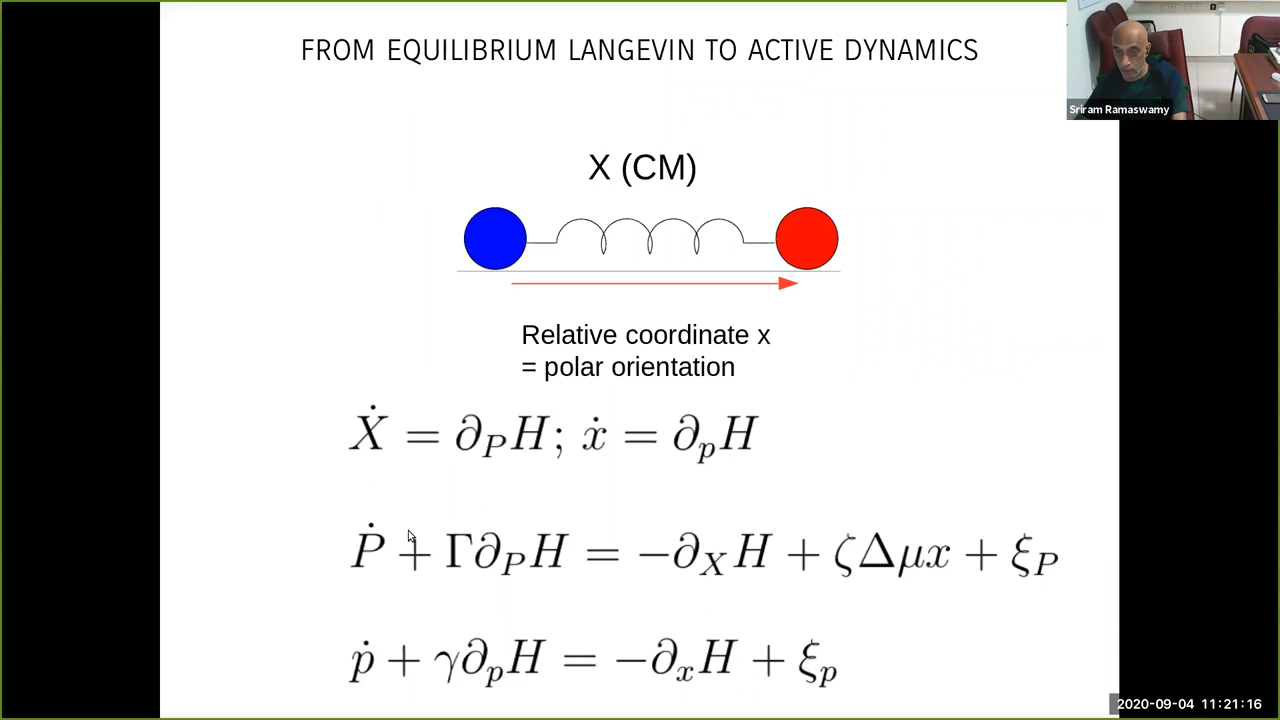 FROM EQUILIBRIUM LANGEVIN TO ACTIVE DYNAMICS
Sriram Ramaswamy
X (CM)
Relative coordinate x
= polar orientation
Ẋ = ∂_P H; ẋ = ∂_p H
Ṗ + Γ∂_P H = −∂_X H + ζΔμx + ξ_P
ṗ + γ∂_p H = −∂_x H + ξ_p
2020-09-04 11:21:16